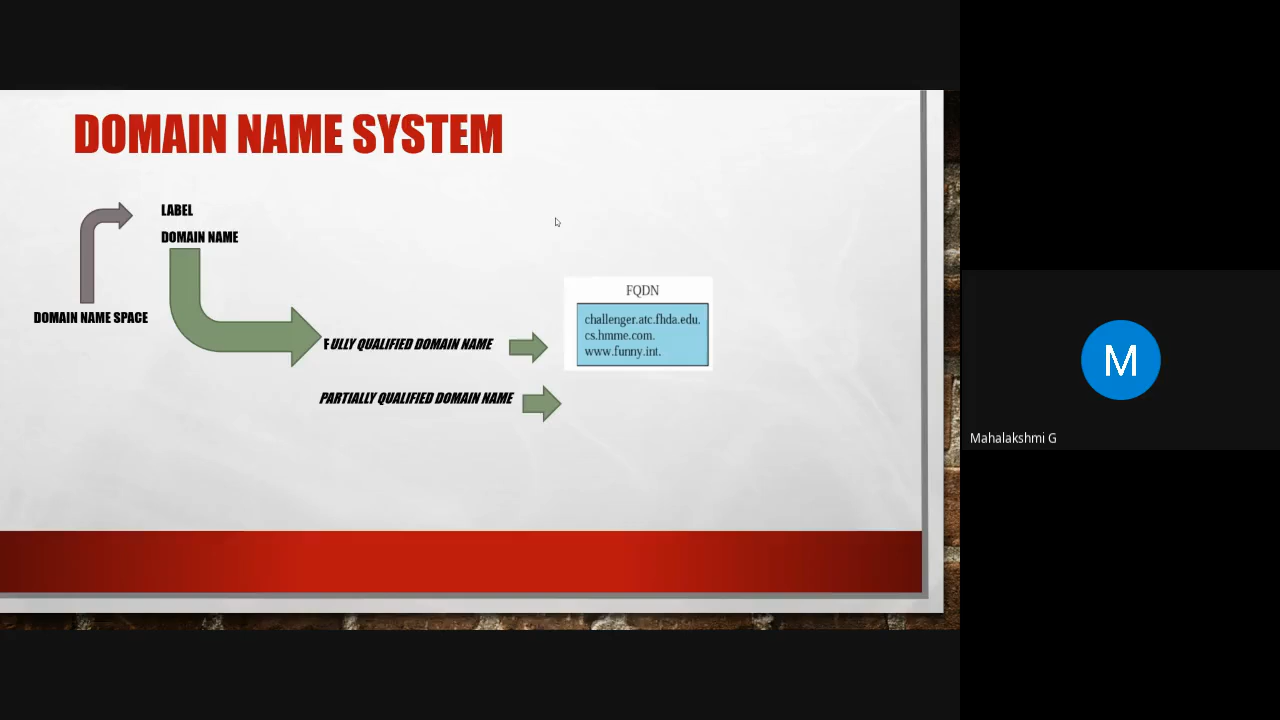 DOMAIN NAME SYSTEM
LABEL
DOMAIN NAME
DOMAIN NAME SPACE
FULLY QUALIFIED DOMAIN NAME
PARTIALLY QUALIFIED DOMAIN NAME
FQDN
challenger.atc.fhda.edu.
cs.hmme.com.
www.funny.int.
M
Mahalakshmi G